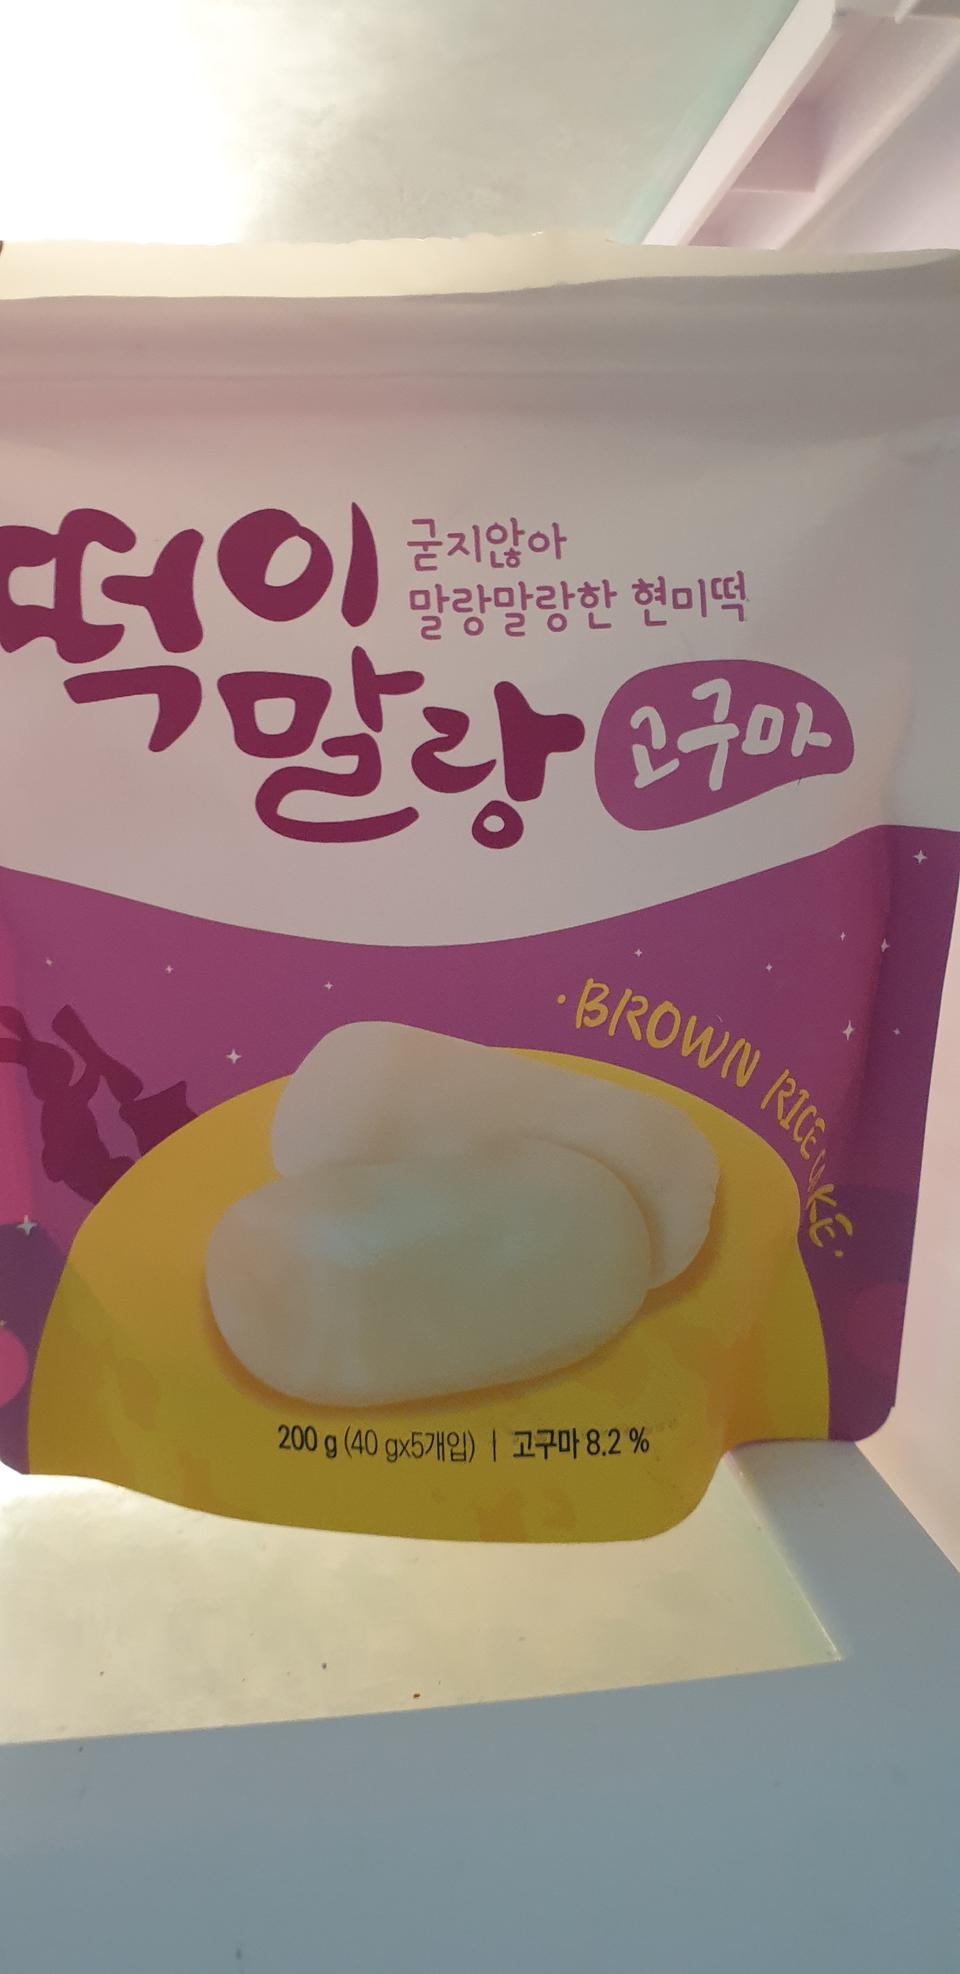 떡이
굳지않아
말랑말랑한 현미떡
말랑
고구마
·BROWN RICE CAKE·
200 g (40 gx5개입) | 고구마 8.2 %